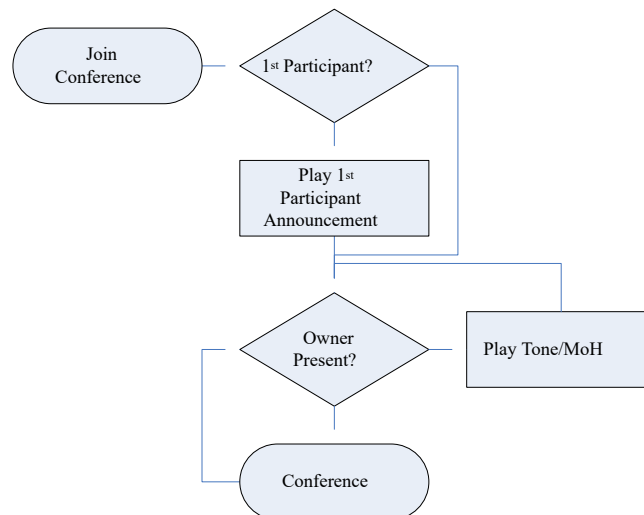 Join
Conference
1st Participant?
Play 1st
Participant
Announcement
Owner
Present?
Play Tone/MoH
Conference